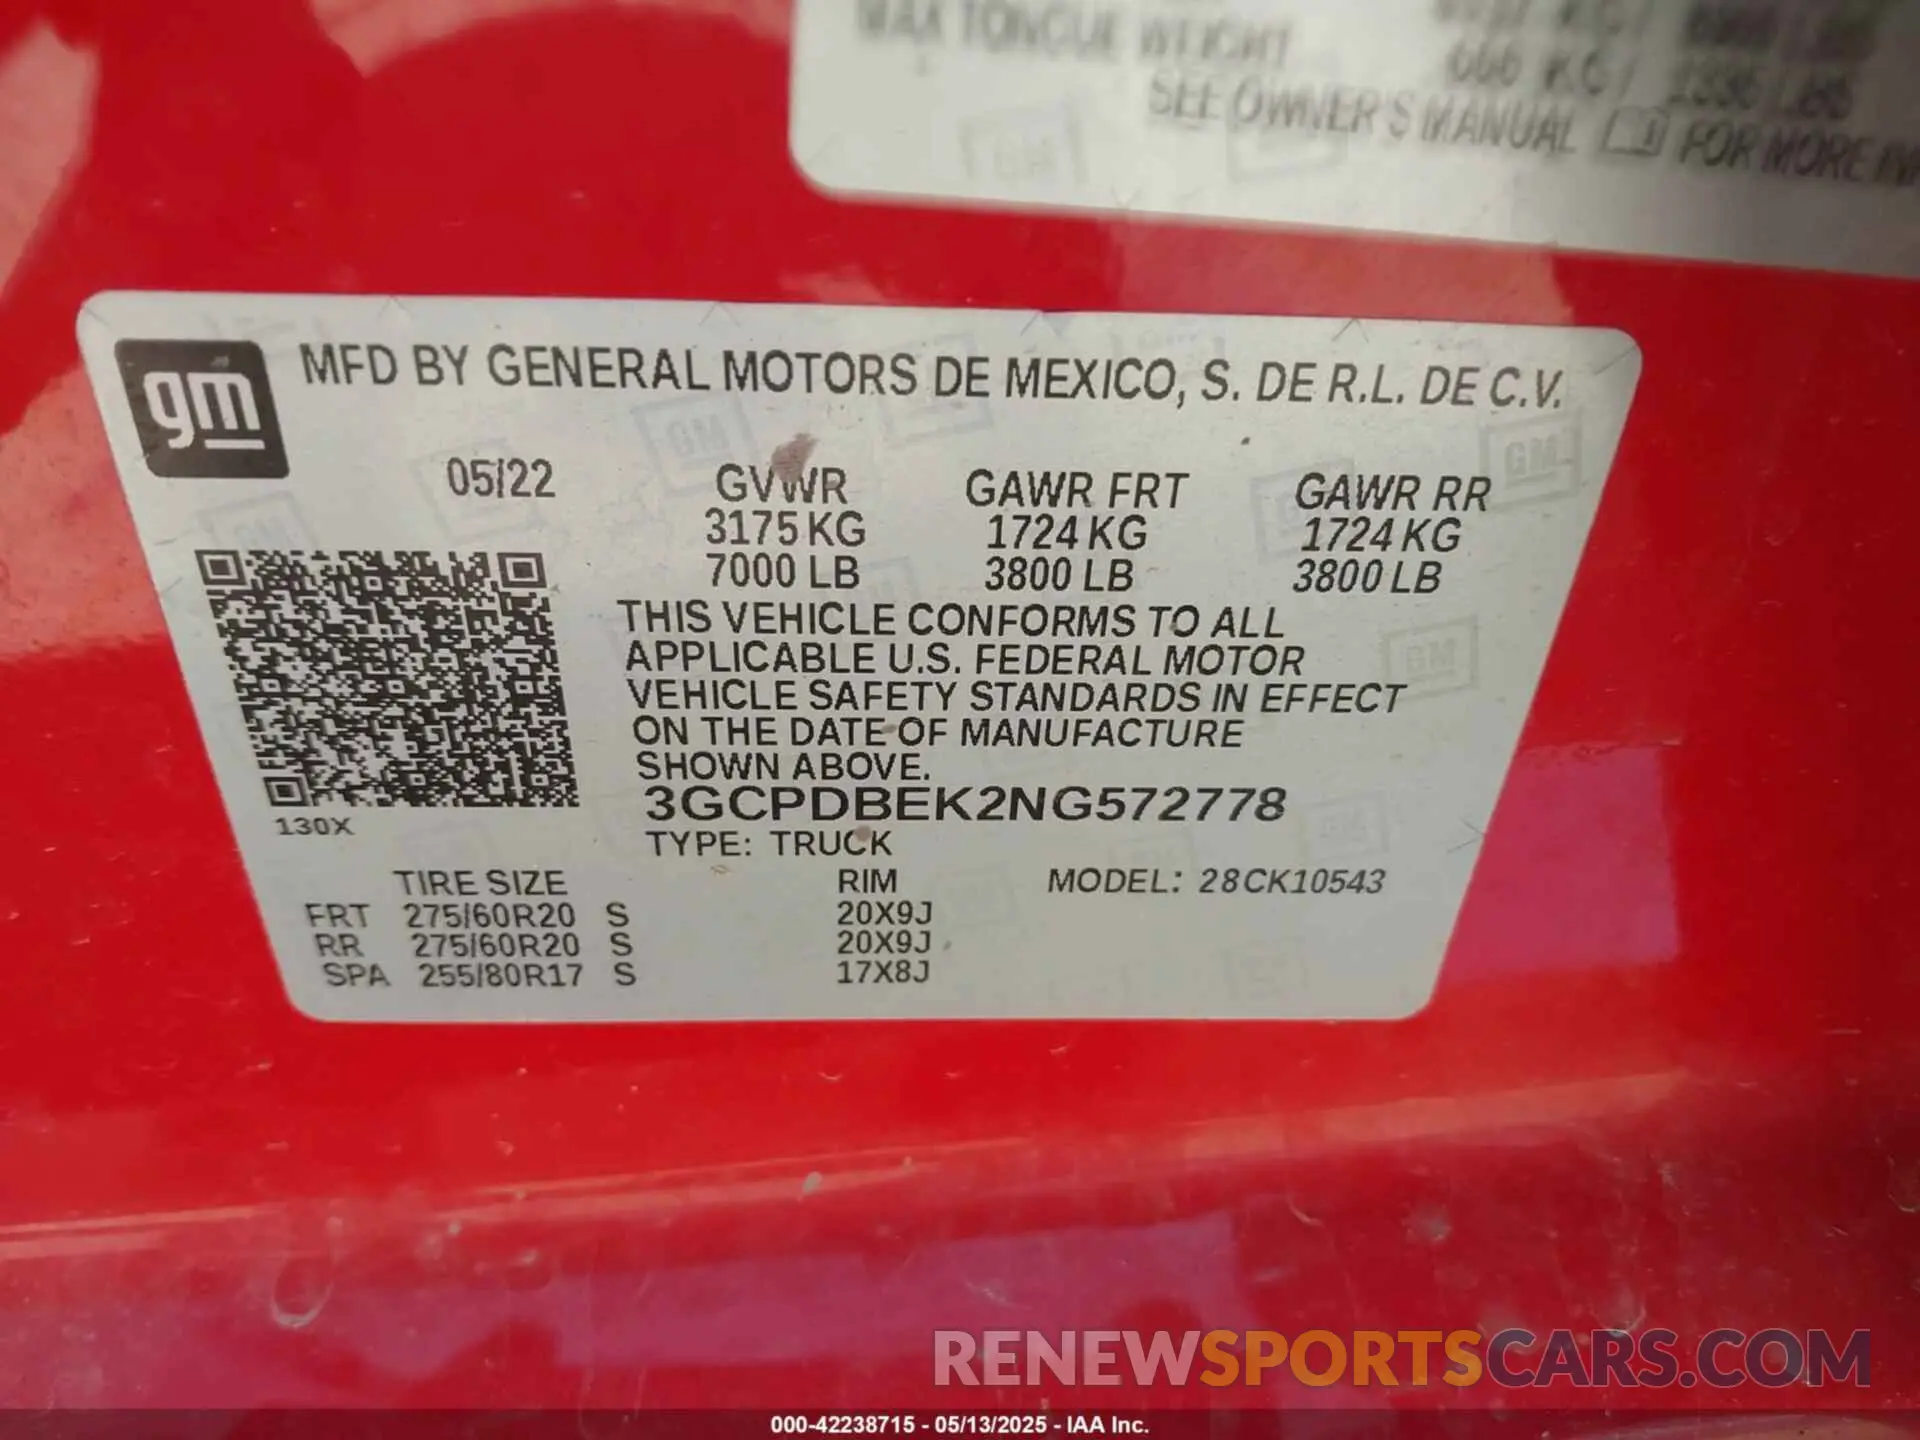 MAX TONGUE WEIGHT
SEE OWNER'S MANUAL FOR MORE
gm
MFD BY GENERAL MOTORS DE MEXICO, S. DE R.L. DE C.V.
05/22 GVWR GAWR FRT GAWR RR
3175 KG 1724 KG 1724 KG
7000 LB 3800 LB 3800 LB
THIS VEHICLE CONFORMS TO ALL
APPLICABLE U.S. FEDERAL MOTOR
VEHICLE SAFETY STANDARDS IN EFFECT
ON THE DATE OF MANUFACTURE
SHOWN ABOVE.
3GCPDBEK2NG572778
130X
TYPE: TRUCK
TIRE SIZE RIM MODEL: 28CK10543
FRT 275/60R20 S 20X9J
RR 275/60R20 S 20X9J
SPA 255/80R17 S 17X8J
RENEWSPORTSCARS.COM
000-42238715 - 05/13/2025 - IAA Inc.